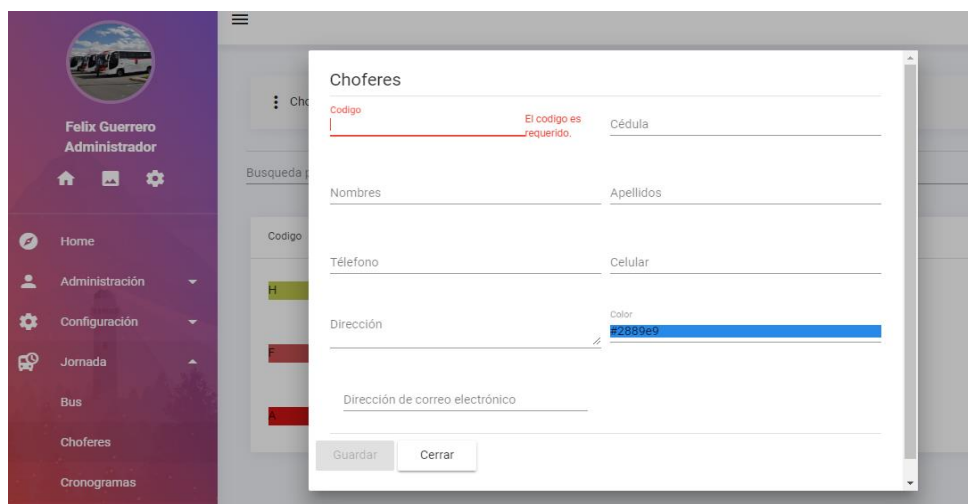 Felix Guerrero
Administrador
Home
Administración
Configuración
Jornada
Bus
Choferes
Cronogramas
Cho
Busqueda p
Codigo
H
F
A
Choferes
Codigo
El codigo es
requerido.
Cédula
Nombres
Apellidos
Télefono
Celular
Dirección
Color
#2889e9
Dirección de correo electrónico
Guardar
Cerrar